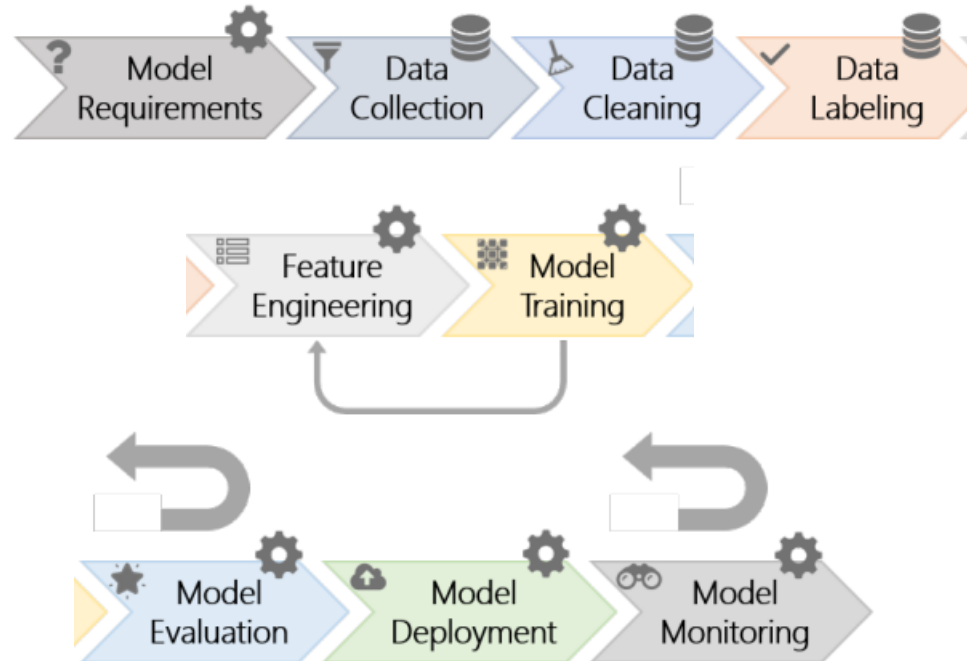 Model
Requirements
Data
Collection
Data
Cleaning
Data
Labeling
Feature
Engineering
Model
Training
Model
Evaluation
Model
Deployment
Model
Monitoring